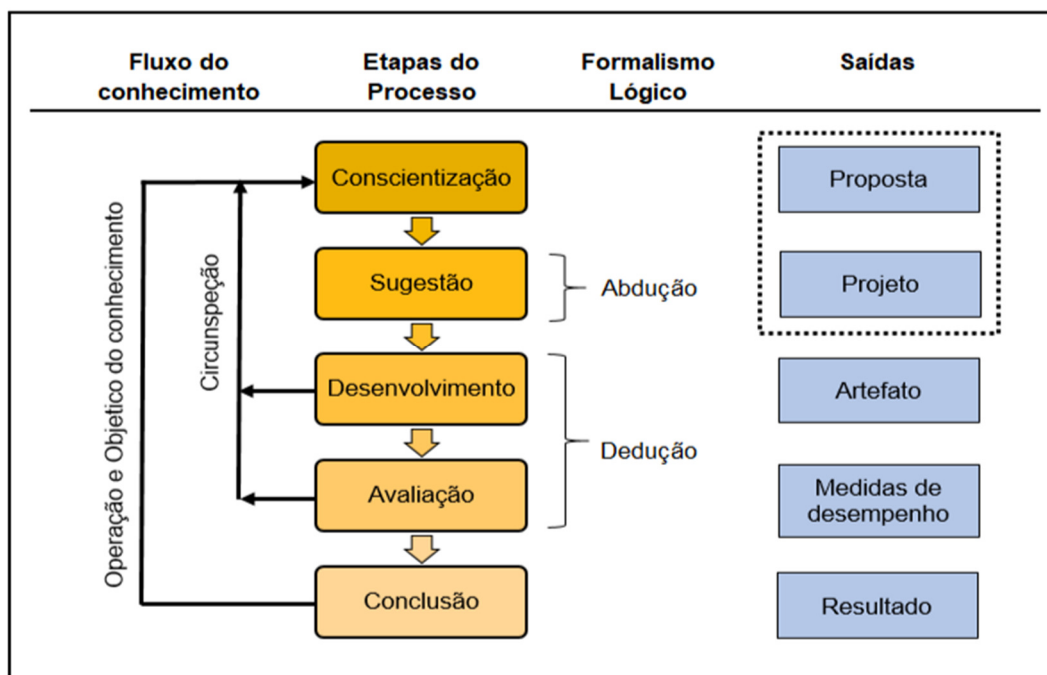 Fluxo do
conhecimento
Etapas do
Processo
Formalismo
Lógico
Saídas
Operação e Objetico do conhecimento
Circunspeção
Conscientização
Proposta
Sugestão
Abdução
Projeto
Desenvolvimento
Artefato
Dedução
Avaliação
Medidas de
desempenho
Conclusão
Resultado